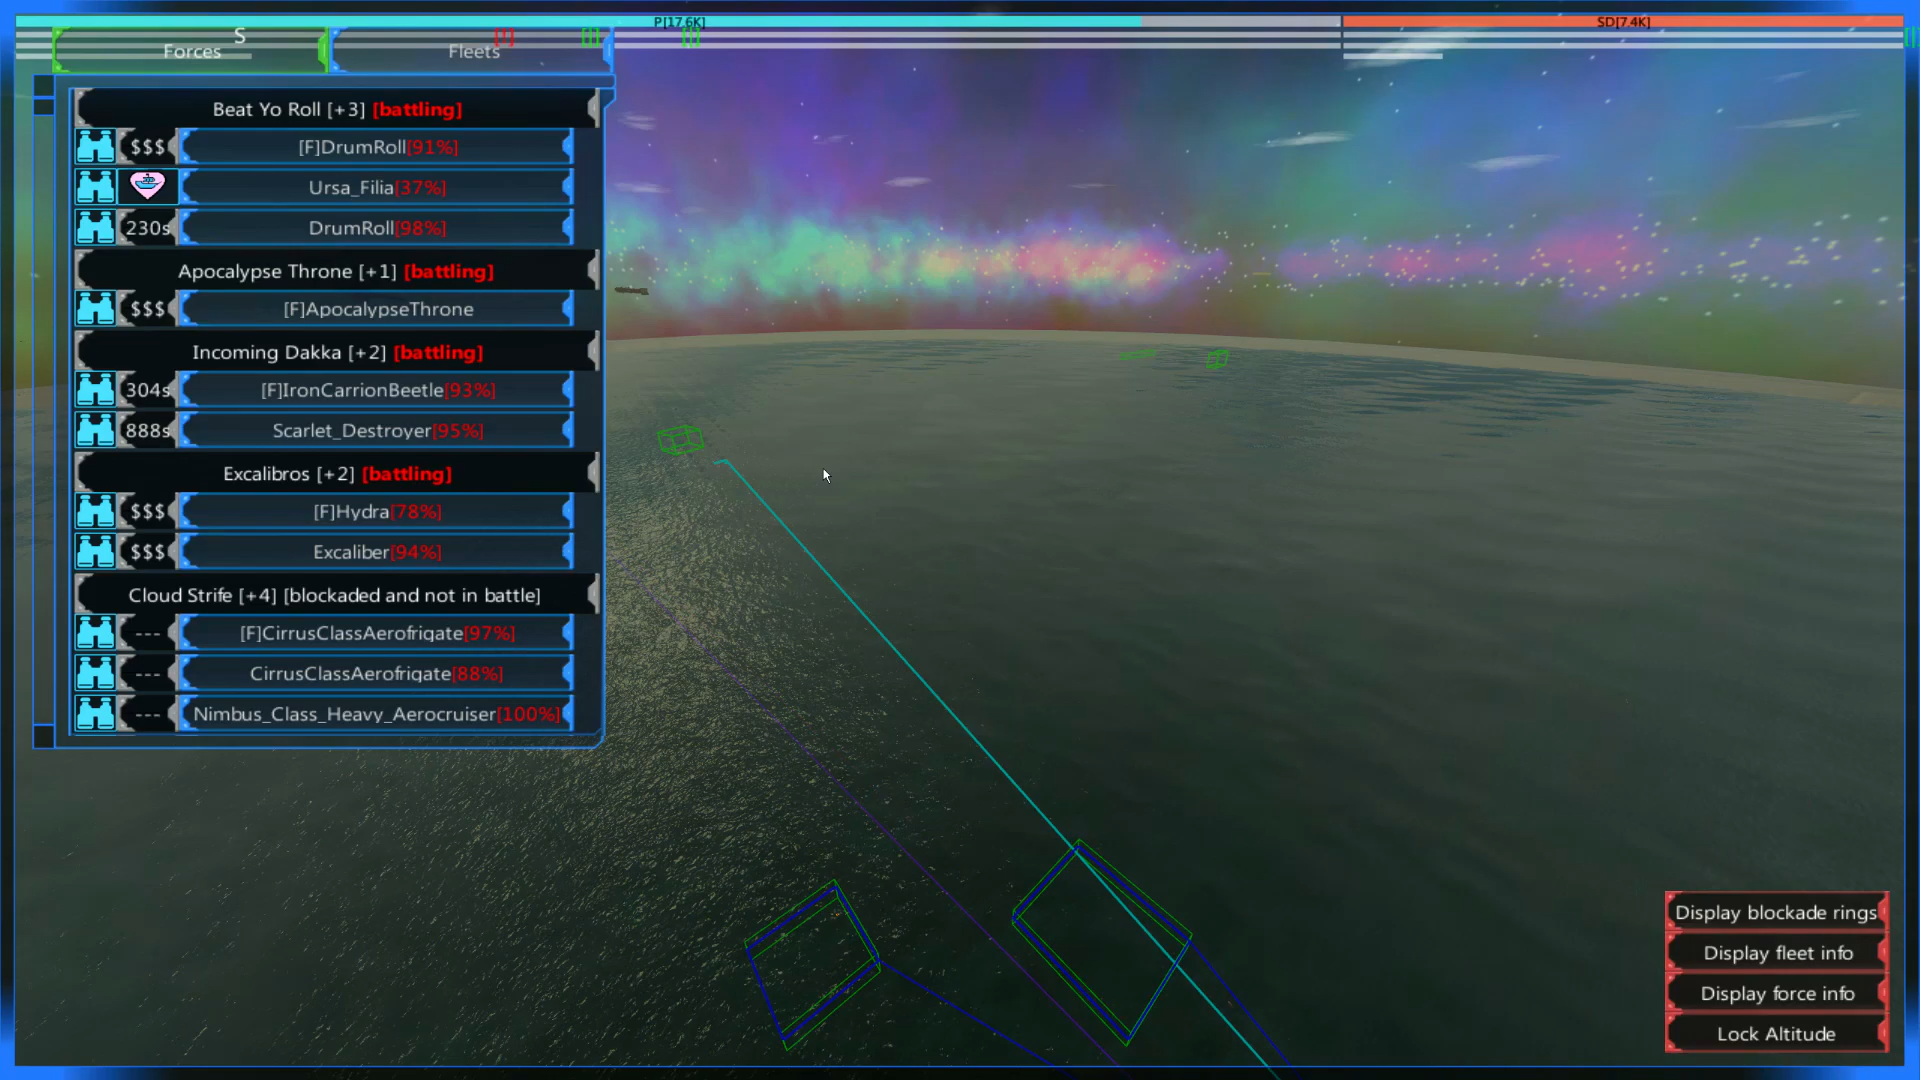 P[17.6K]
SD[7.4K]
S
[!]
Forces
Fleets
Beat Yo Roll [+3] [battling]
$$$ [F]DrumRoll[91%]
Ursa_Filia[37%]
230s DrumRoll[98%]
Apocalypse Throne [+1] [battling]
$$$ [F]ApocalypseThrone
Incoming Dakka [+2] [battling]
304s [F]IronCarrionBeetle[93%]
888s Scarlet_Destroyer[95%]
Excalibros [+2] [battling]
$$$ [F]Hydra[78%]
$$$ Excaliber[94%]
Cloud Strife [+4] [blockaded and not in battle]
--- [F]CirrusClassAerofrigate[97%]
--- CirrusClassAerofrigate[88%]
--- Nimbus_Class_Heavy_Aerocruiser[100%]
Display blockade rings
Display fleet info
Display force info
Lock Altitude